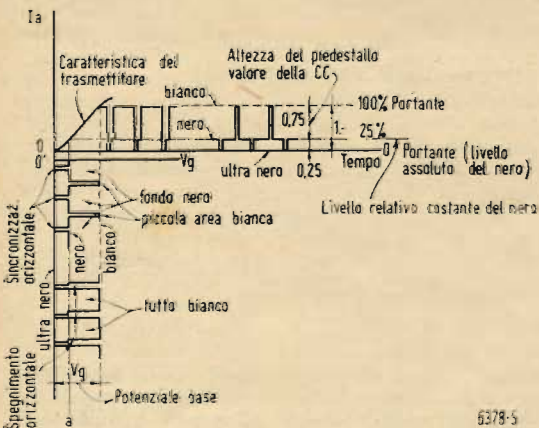 Ia
Caratteristica del
trasmettitore
bianco
Altezza del piedestallo
valore della CC
100% Portante
nero
0,75
1.-
25%
0
0'
Vg
ultra nero
0,25
Tempo
0
Portante (livello
assoluto del nero)
Livello relativo costante del nero
fondo nero
piccola area bianca
Sincronizzaz.
orizzontale
nero
bianco
ultra nero
tutto bianco
Spegnimento
orizzontale
Vg
Potenziale base
a
6378-5